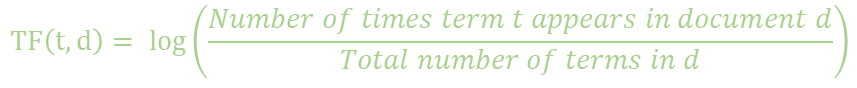 TF(t, d) = log(Number of times term t appears in document d / Total number of terms in d)